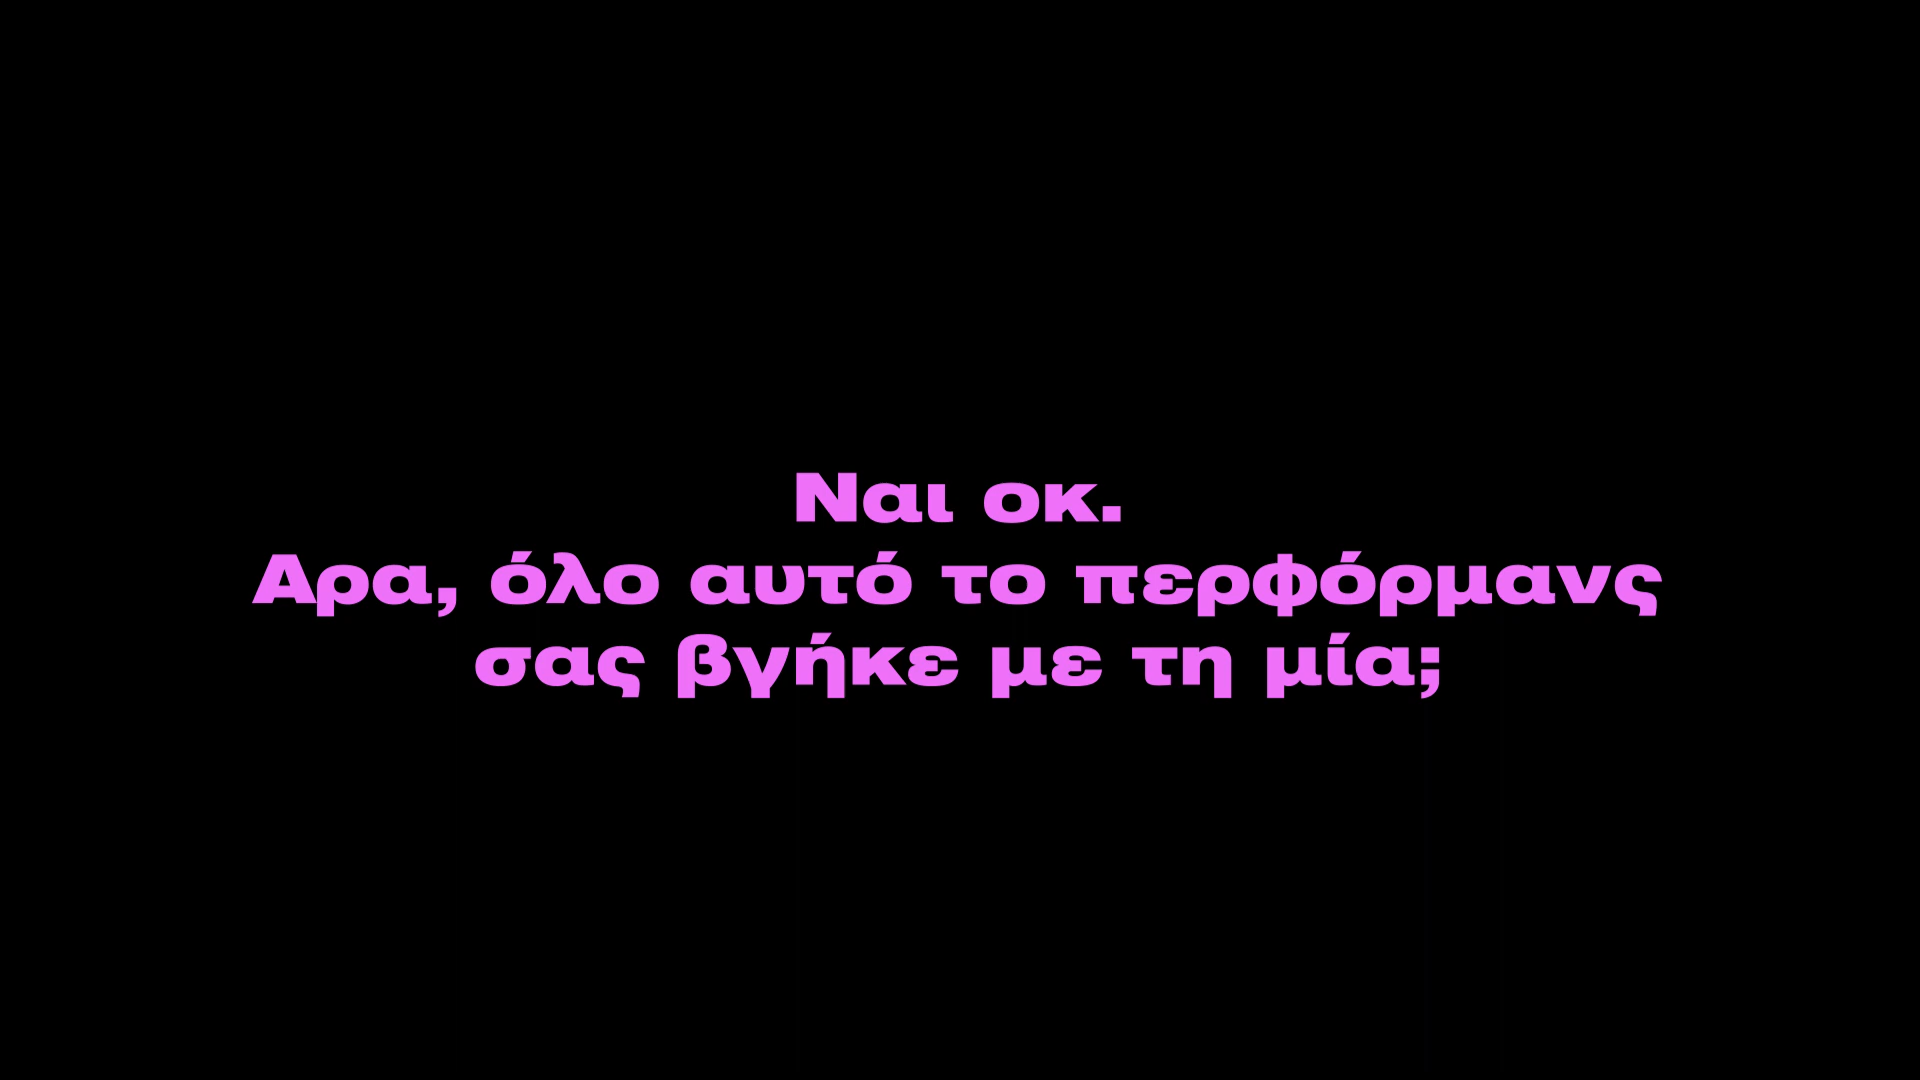 Ναι οκ.
Αρα, όλο αυτό το περφόρμανς
σας βγήκε με τη μία;